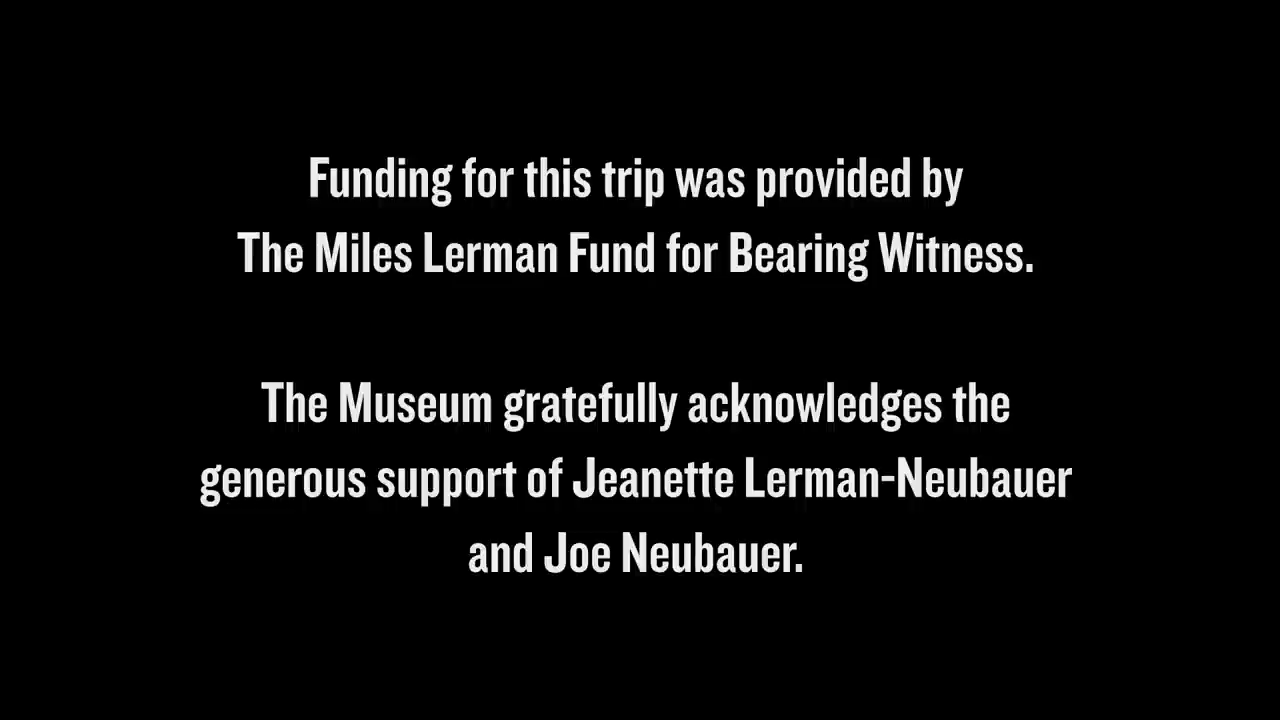 Funding for this trip was provided by
The Miles Lerman Fund for Bearing Witness.
The Museum gratefully acknowledges the
generous support of Jeanette Lerman-Neubauer
and Joe Neubauer.